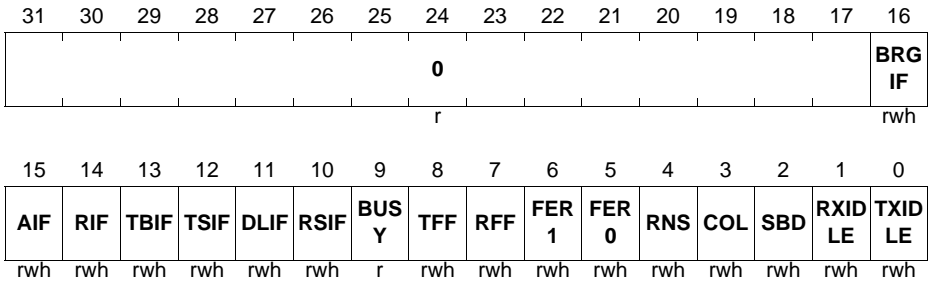 31 30 29 28 27 26 25 24 23 22 21 20 19 18 17 16
0 BRG
IF
r rwh
15 14 13 12 11 10 9 8 7 6 5 4 3 2 1 0
AIF RIF TBIF TSIF DLIF RSIF BUS
Y TFF RFF FER
1 FER
0 RNS COL SBD RXID
LE TXID
LE
rwh rwh rwh rwh rwh rwh r rwh rwh rwh rwh rwh rwh rwh rwh rwh